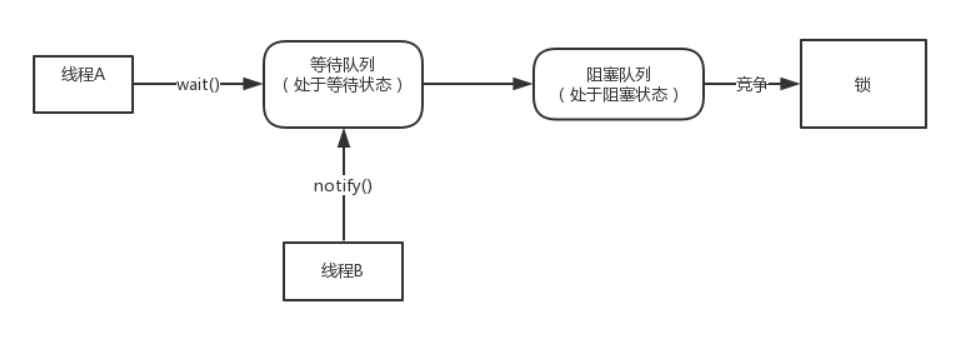 线程A
wait()
等待队列
（处于等待状态）
阻塞队列
（处于阻塞状态）
竞争
锁
notify()
线程B